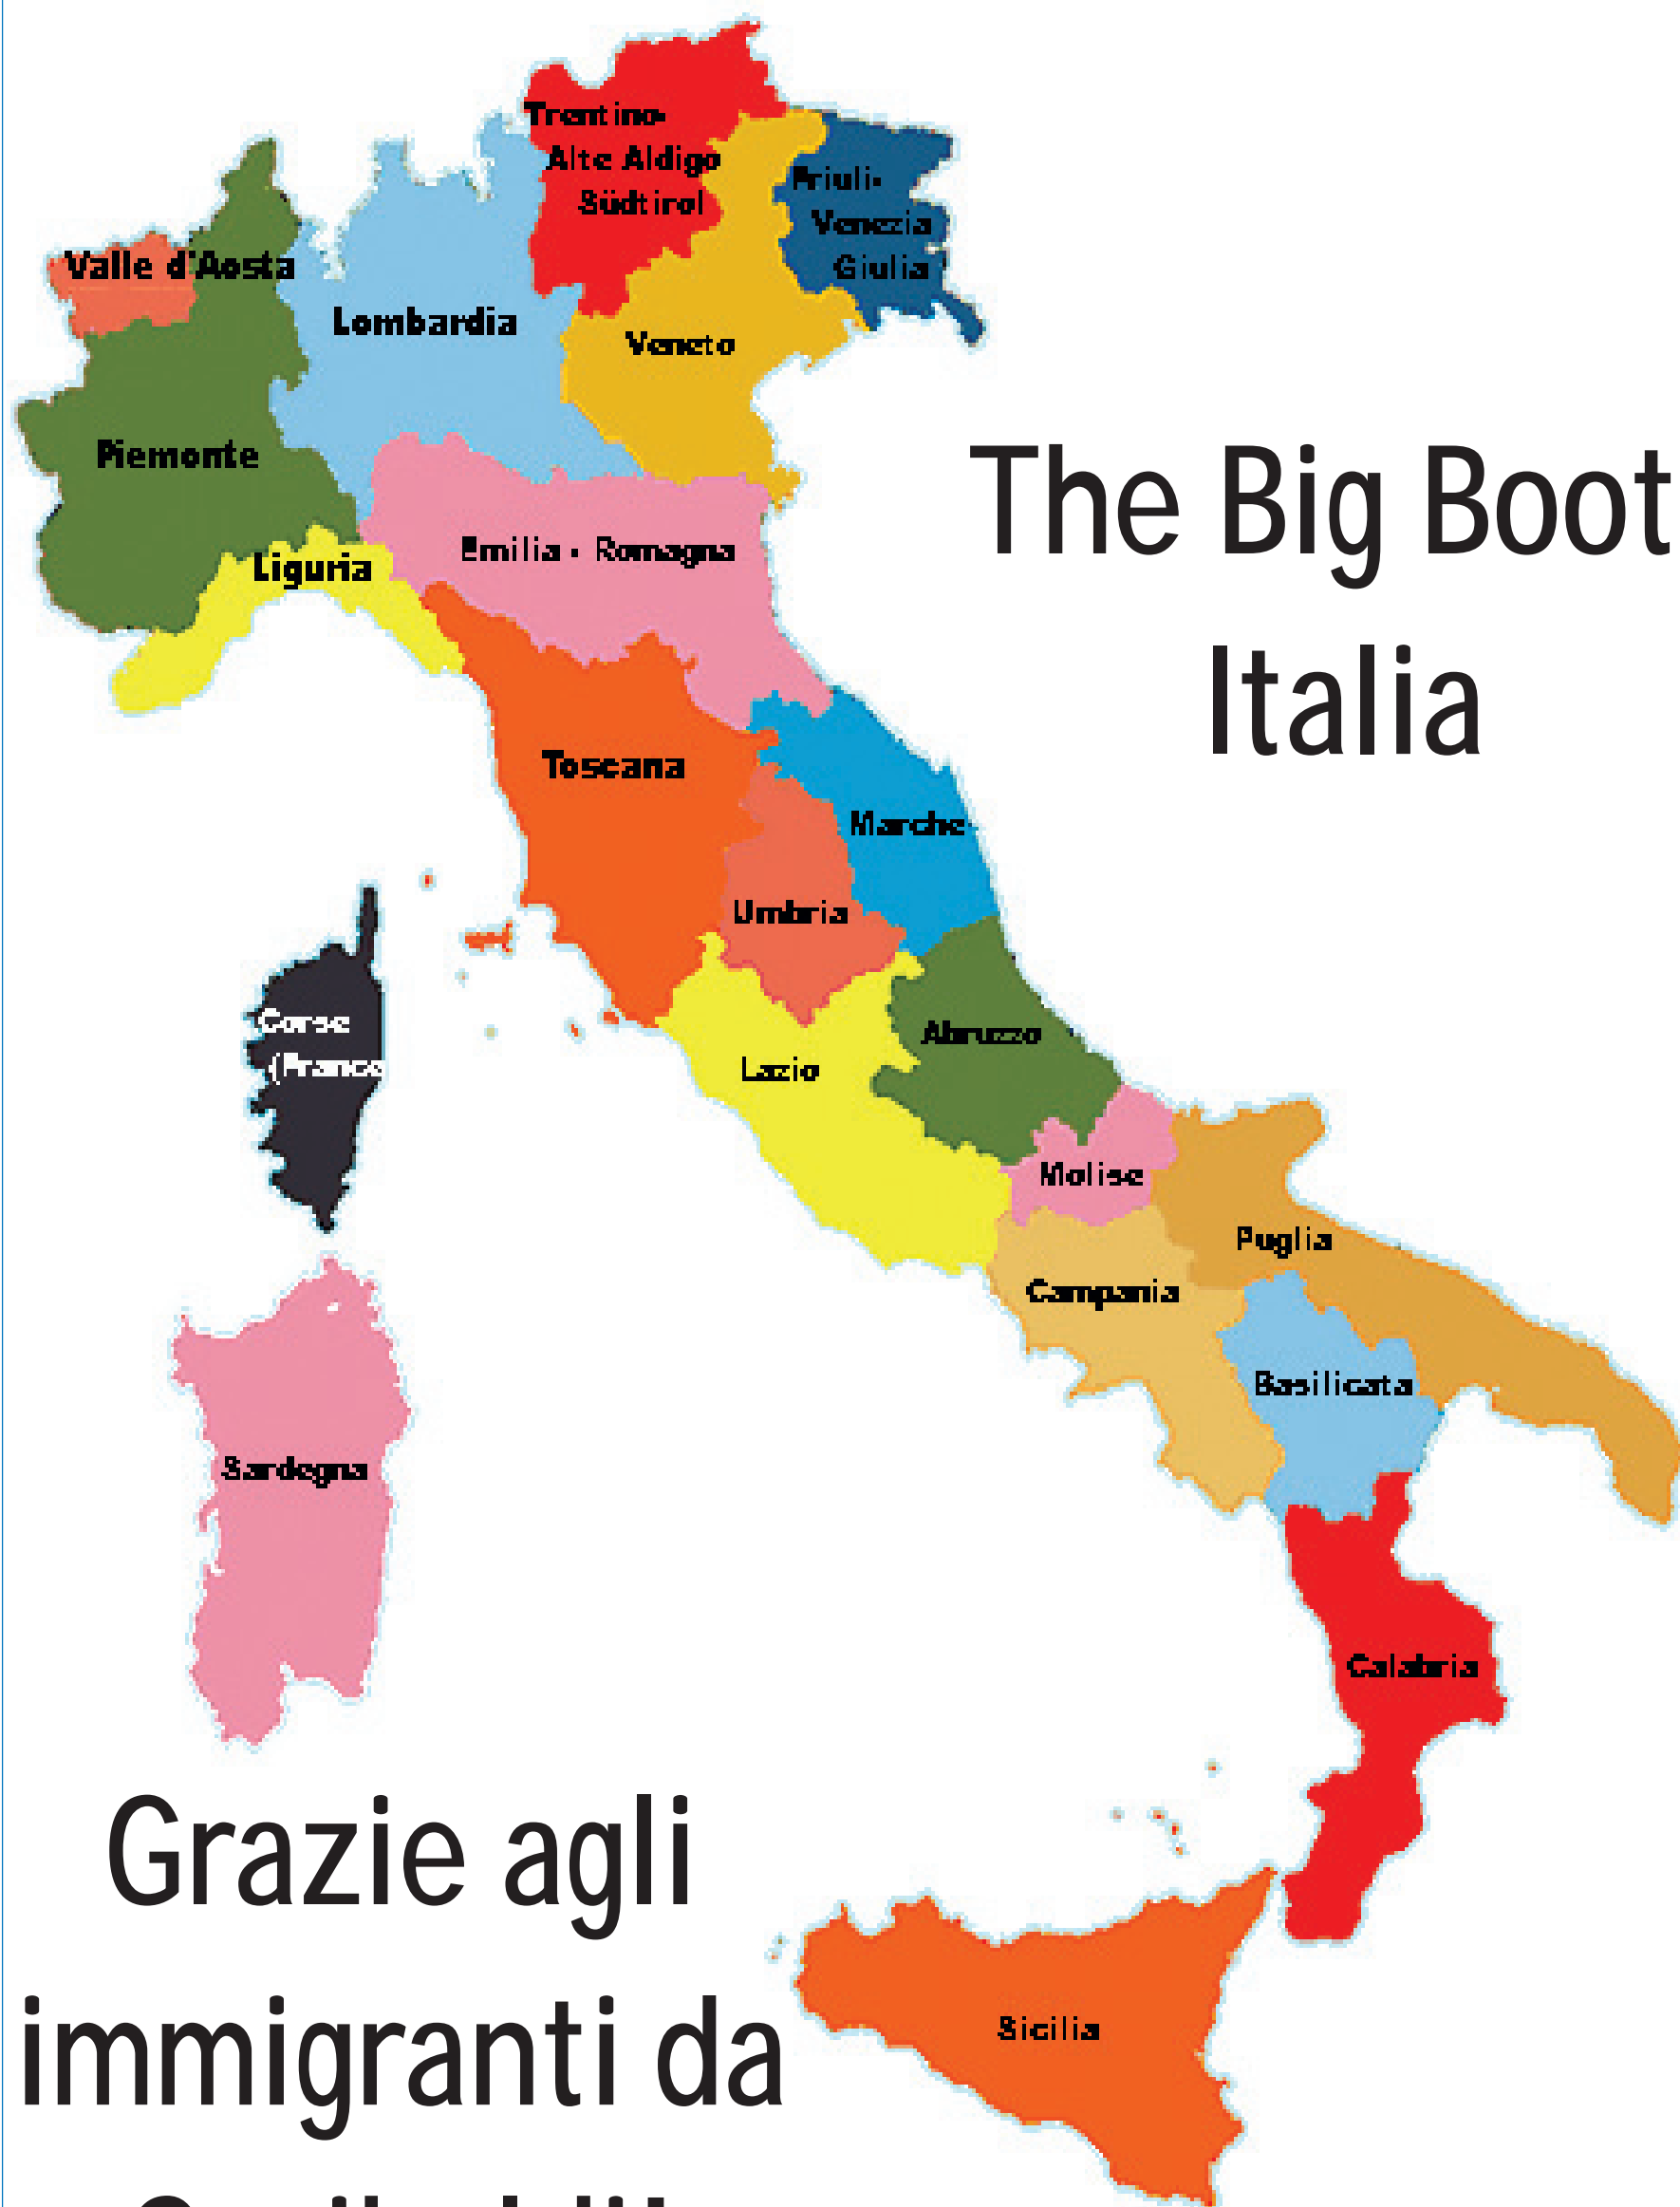 Trentino-
Alte Aldigo
Südtirol
Friuli-
Venezia
Giulia
Valle d'Aosta
Lombardia
Veneto
Piemonte
The Big Boot
Emilia - Romagna
Liguria
Italia
Toscana
Marche
Umbria
Corse
(France
Abruzzo
Lazio
Molise
Puglia
Campania
Basilicata
Sardegna
Calabria
Grazie agli
immigranti da
Sicilia